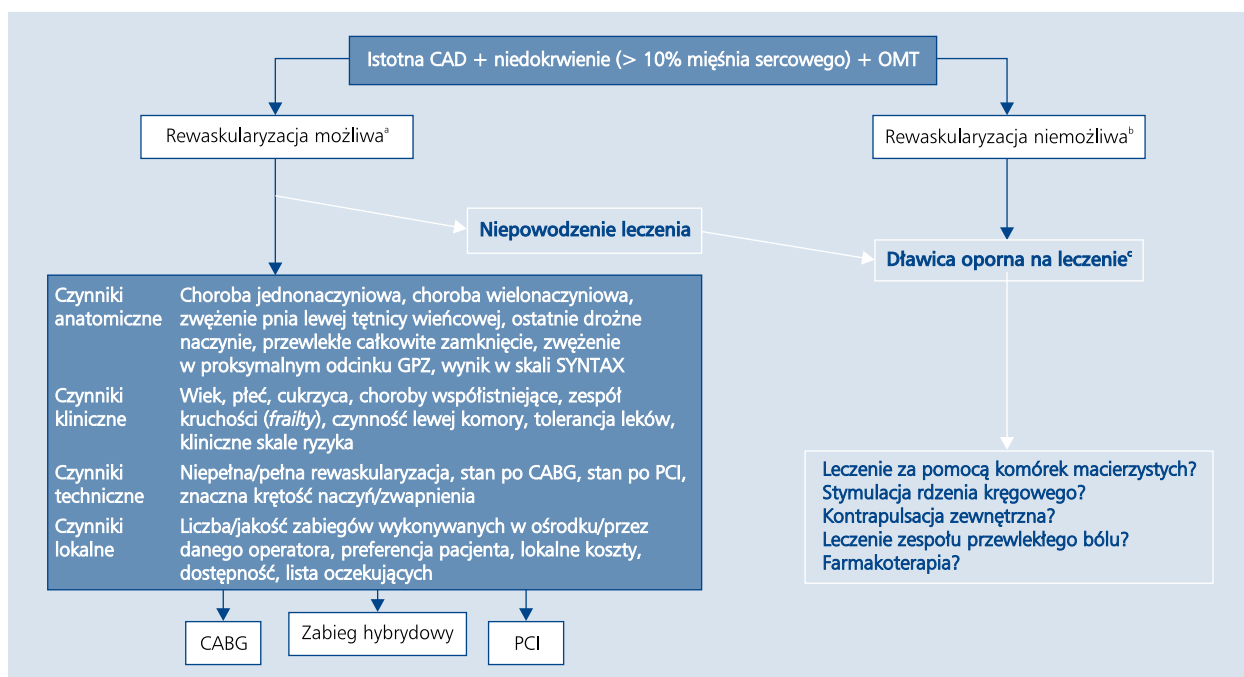 Istotna CAD + niedokrwienie (> 10% mięśnia sercowego) + OMT
Rewaskularyzacja możliwaᵃ
Rewaskularyzacja niemożliwaᵇ
Niepowodzenie leczenia
Dławica oporna na leczenieᶜ
Czynniki anatomiczne
Choroba jednonaczyniowa, choroba wielonaczyniowa,
zwężenie pnia lewej tętnicy wieńcowej, ostatnie drożne
naczynie, przewlekłe całkowite zamknięcie, zwężenie
w proksymalnym odcinku GPZ, wynik w skali SYNTAX
Czynniki kliniczne
Wiek, płeć, cukrzyca, choroby współistniejące, zespół
kruchości (frailty), czynność lewej komory, tolerancja leków,
kliniczne skale ryzyka
Czynniki techniczne
Niepełna/pełna rewaskularyzacja, stan po CABG, stan po PCI,
znaczna krętość naczyń/zwapnienia
Czynniki lokalne
Liczba/jakość zabiegów wykonywanych w ośrodku/przez
danego operatora, preferencja pacjenta, lokalne koszty,
dostępność, lista oczekujących
Leczenie za pomocą komórek macierzystych?
Stymulacja rdzenia kręgowego?
Kontrapulsacja zewnętrzna?
Leczenie zespołu przewlekłego bólu?
Farmakoterapia?
CABG
Zabieg hybrydowy
PCI